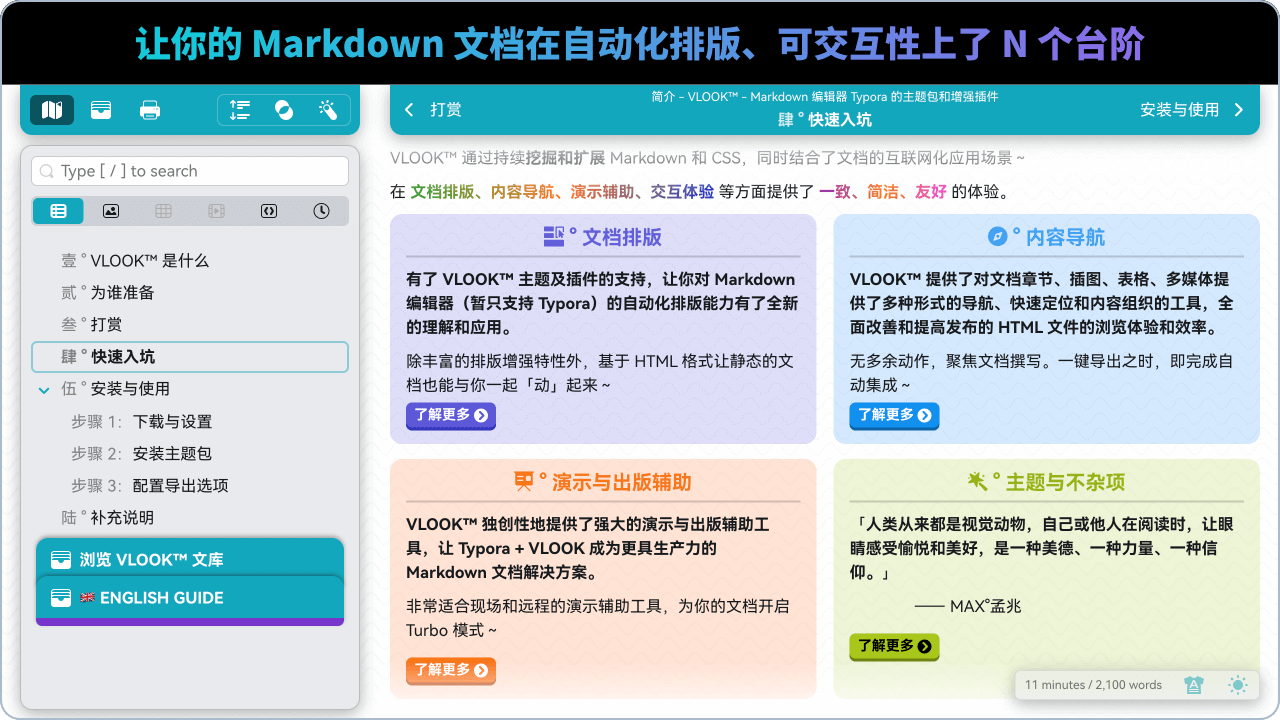 让你的 Markdown 文档在自动化排版、可交互性上了 N 个台阶
Type [ / ] to search
壹°VLOOK™ 是什么
贰°为谁准备
叁°打赏
肆°快速入坑
伍°安装与使用
步骤 1：下载与设置
步骤 2：安装主题包
步骤 3：配置导出选项
陆°补充说明
浏览 VLOOK™ 文库
🇬🇧 ENGLISH GUIDE
打赏
简介 – VLOOK™ – Markdown 编辑器 Typora 的主题包和增强插件
肆°快速入坑
安装与使用
VLOOK™ 通过持续挖掘和扩展 Markdown 和 CSS，同时结合了文档的互联网化应用场景 ~
在 文档排版、内容导航、演示辅助、交互体验 等方面提供了 一致、简洁、友好 的体验。
°文档排版
有了 VLOOK™ 主题及插件的支持，让你对 Markdown
编辑器（暂只支持 Typora）的自动化排版能力有了全新
的理解和应用。
除丰富的排版增强特性外，基于 HTML 格式让静态的文
档也能与你一起「动」起来 ~
了解更多
°内容导航
VLOOK™ 提供了对文档章节、插图、表格、多媒体提
供了多种形式的导航、快速定位和内容组织的工具，全
面改善和提高发布的 HTML 文件的浏览体验和效率。
无多余动作，聚焦文档撰写。一键导出之时，即完成自
动集成 ~
了解更多
°演示与出版辅助
VLOOK™ 独创性地提供了强大的演示与出版辅助工
具，让 Typora + VLOOK 成为更具生产力的
Markdown 文档解决方案。
非常适合现场和远程的演示辅助工具，为你的文档开启
Turbo 模式 ~
了解更多
°主题与不杂项
「人类从来都是视觉动物，自己或他人在阅读时，让眼
睛感受愉悦和美好，是一种美德、一种力量、一种信
仰。」
—— MAX°孟兆
了解更多
11 minutes / 2,100 words